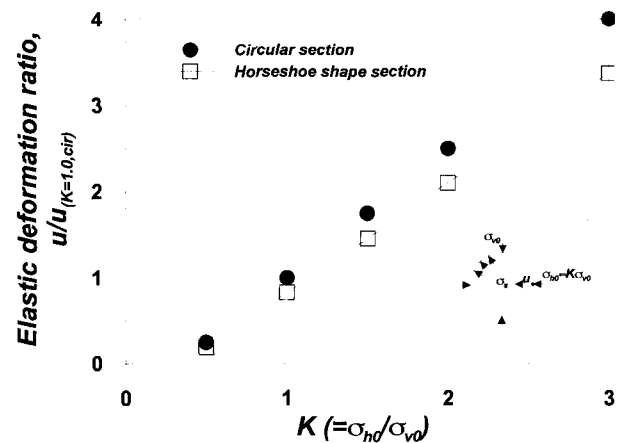 4
3
2
1
0
Elastic deformation ratio,
u/u(K=1.0,cir)
Circular section
Horseshoe shape section
σv0
σs
u
σh0=Kσv0
0 1 2 3
K (=σh0/σv0)